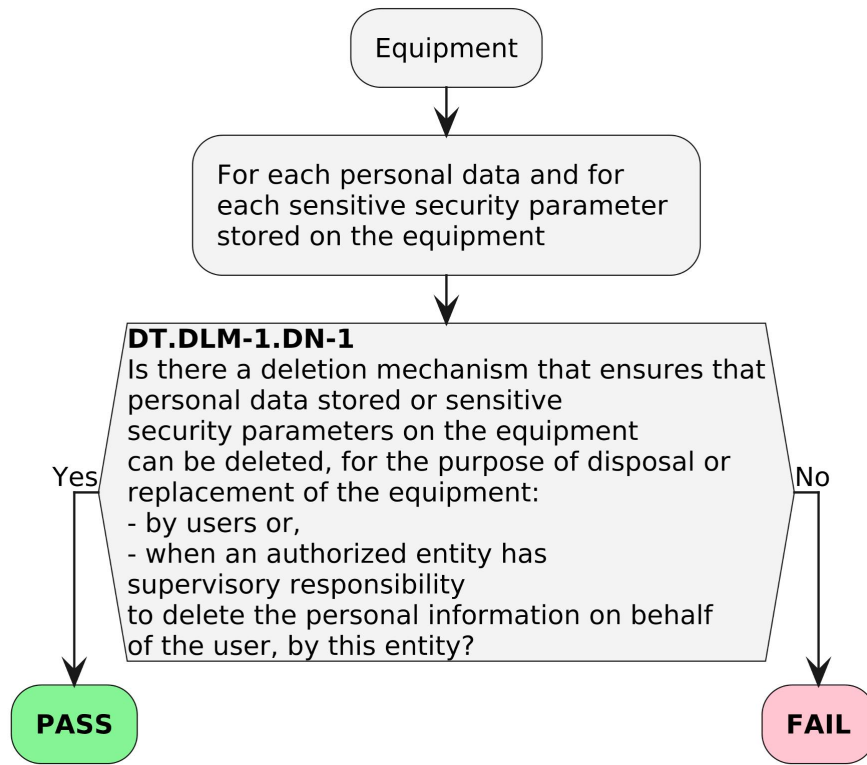 Equipment
For each personal data and for
each sensitive security parameter
stored on the equipment
DT.DLM-1.DN-1
Is there a deletion mechanism that ensures that
personal data stored or sensitive
security parameters on the equipment
can be deleted, for the purpose of disposal or
replacement of the equipment:
- by users or,
- when an authorized entity has
supervisory responsibility
to delete the personal information on behalf
of the user, by this entity?
Yes
No
PASS
FAIL